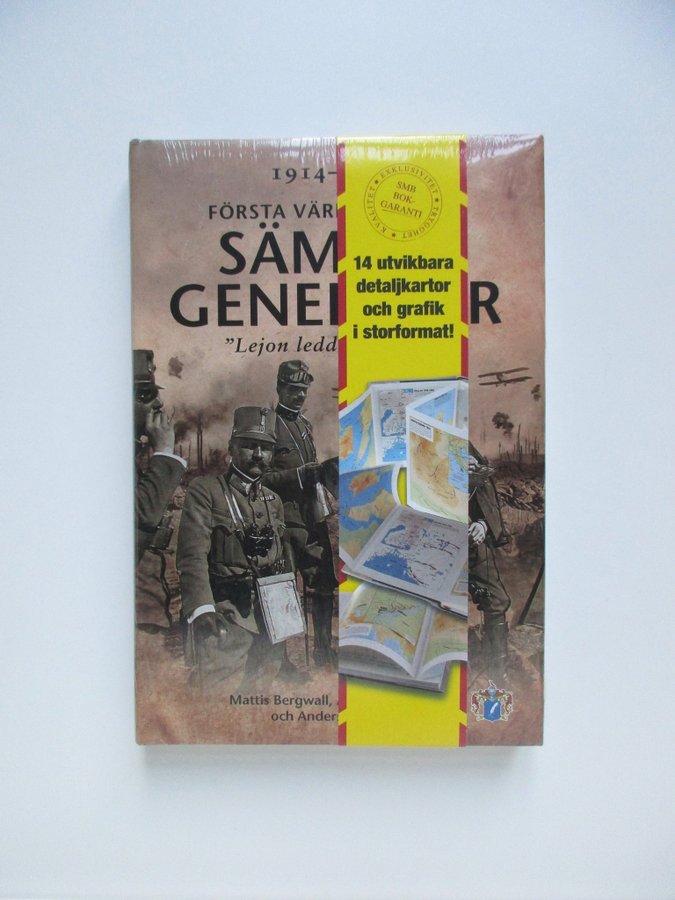 1914-
FÖRSTA VÄR
SÄM
GENE R
"Lejon ledd
EXKLUSIVITET ★ TRYGGHET ★ KVALITET ★
SMB
BOK-
GARANTI
14 utvikbara
detaljkartor
och grafik
i storformat!
Mattis Bergwall,
och Ander